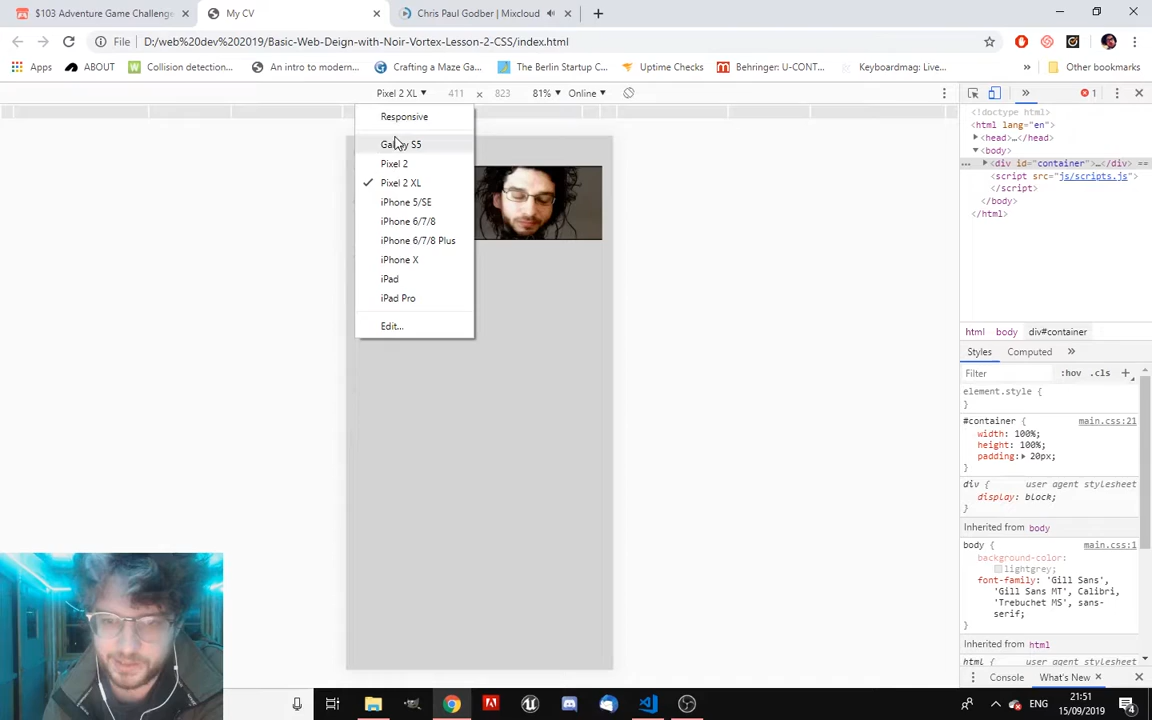 $103 Adventure Game Challenge
My CV
Chris Paul Godber | Mixcloud
File | D:/web%20dev%202019/Basic-Web-Deign-with-Noir-Vortex-Lesson-2-CSS/index.html
Apps ABOUT Collision detection... An intro to modern... Crafting a Maze Ga... The Berlin Startup C... Uptime Checks Behringer: U-CONT... Keyboardmag: Live... » Other bookmarks
Pixel 2 XL 411 × 823 81% Online
» 1
Responsive
Galaxy S5
Pixel 2
Pixel 2 XL
iPhone 5/SE
iPhone 6/7/8
iPhone 6/7/8 Plus
iPhone X
iPad
iPad Pro
Edit...
<!doctype html>
<html lang="en">
<head>…</head>
<body>
… <div id="container">…</div> ==
<script src="js/scripts.js">
</script>
</body>
</html>
html body div#container
Styles Computed »
Filter :hov .cls +
element.style {
}
#container { main.css:21
width: 100%;
height: 100%;
padding: 20px;
}
div { user agent stylesheet
display: block;
}
Inherited from body
body { main.css:1
background-color:
lightgrey;
font-family: 'Gill Sans',
'Gill Sans MT', Calibri,
'Trebuchet MS', sans-
serif;
}
Inherited from html
html { user agent stylesheet
Console What's New
ENG
21:51
15/09/2019